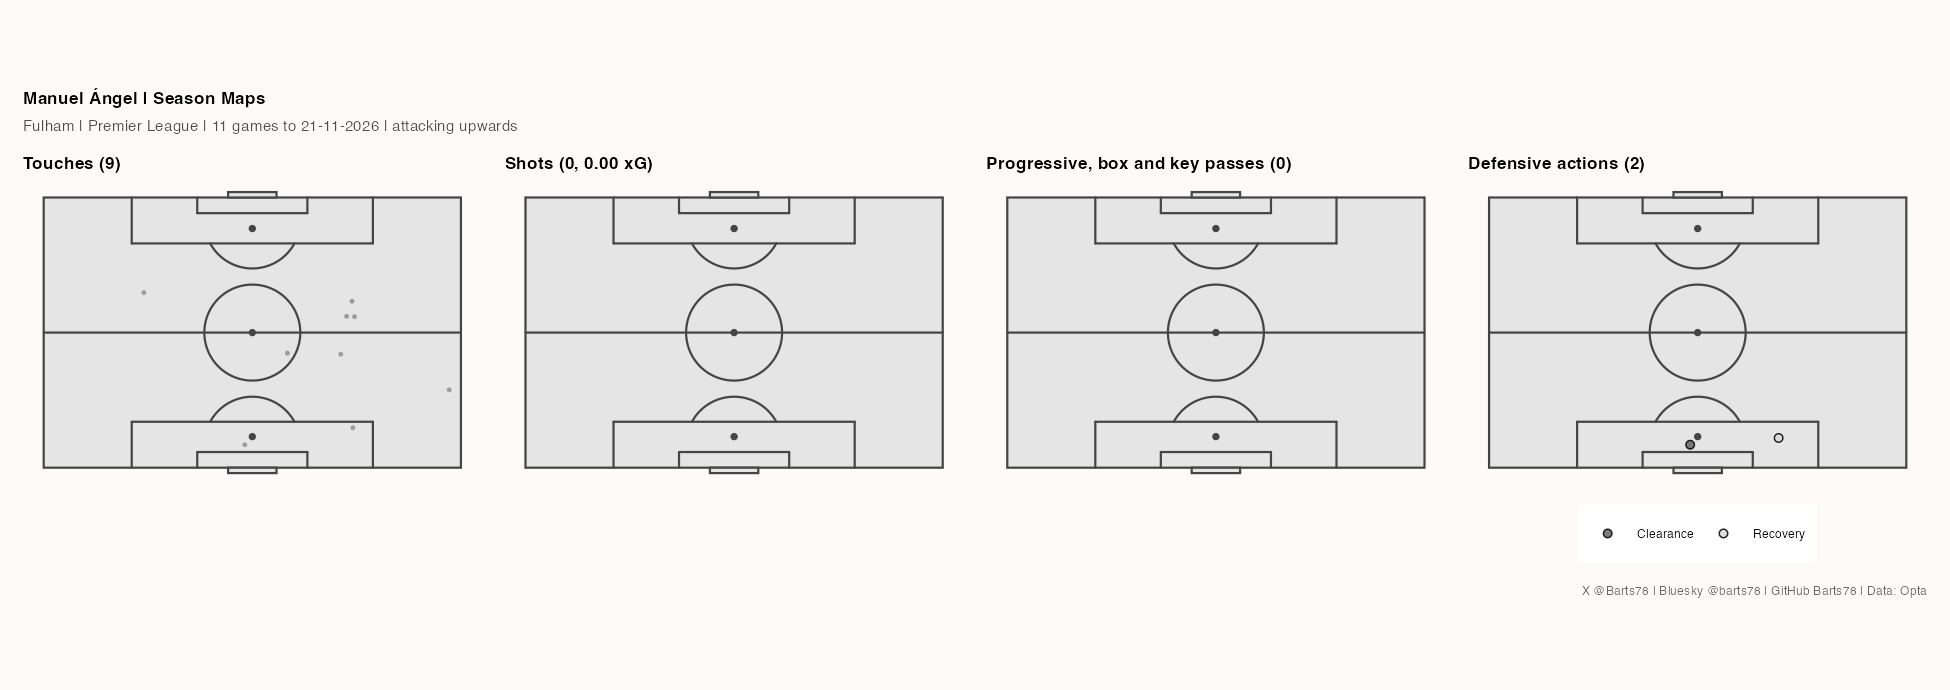 Manuel Ángel | Season Maps
Fulham | Premier League | 11 games to 21-11-2026 | attacking upwards
Touches (9)
Shots (0, 0.00 xG)
Progressive, box and key passes (0)
Defensive actions (2)
Clearance
Recovery
X @Barts78 | Bluesky @barts78 | GitHub Barts78 | Data: Opta